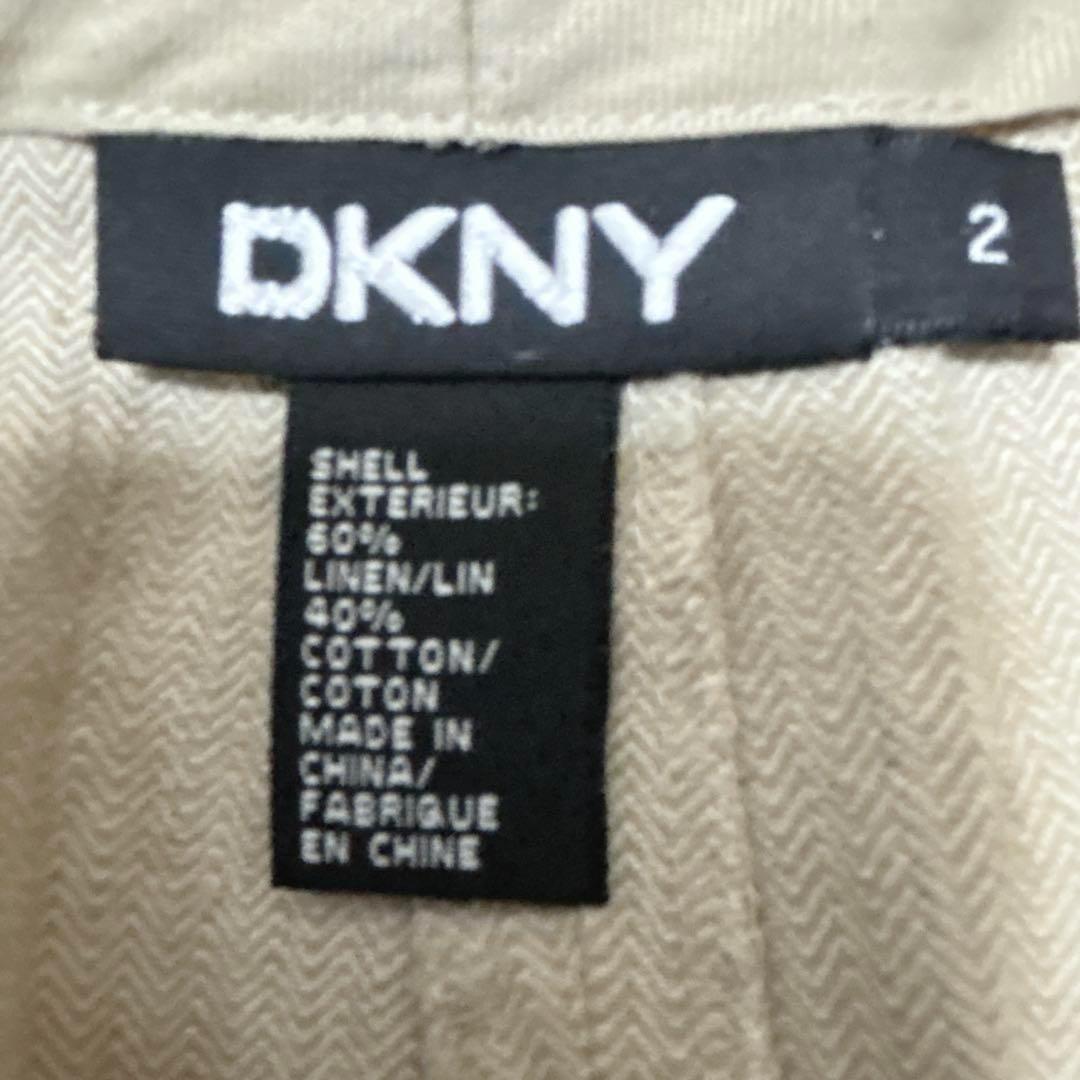 DKNY
2
SHELL
EXTERIEUR:
60%
LINEN/LIN
40%
COTTON/
COTON
MADE IN
CHINA/
FABRIQUE
EN CHINE